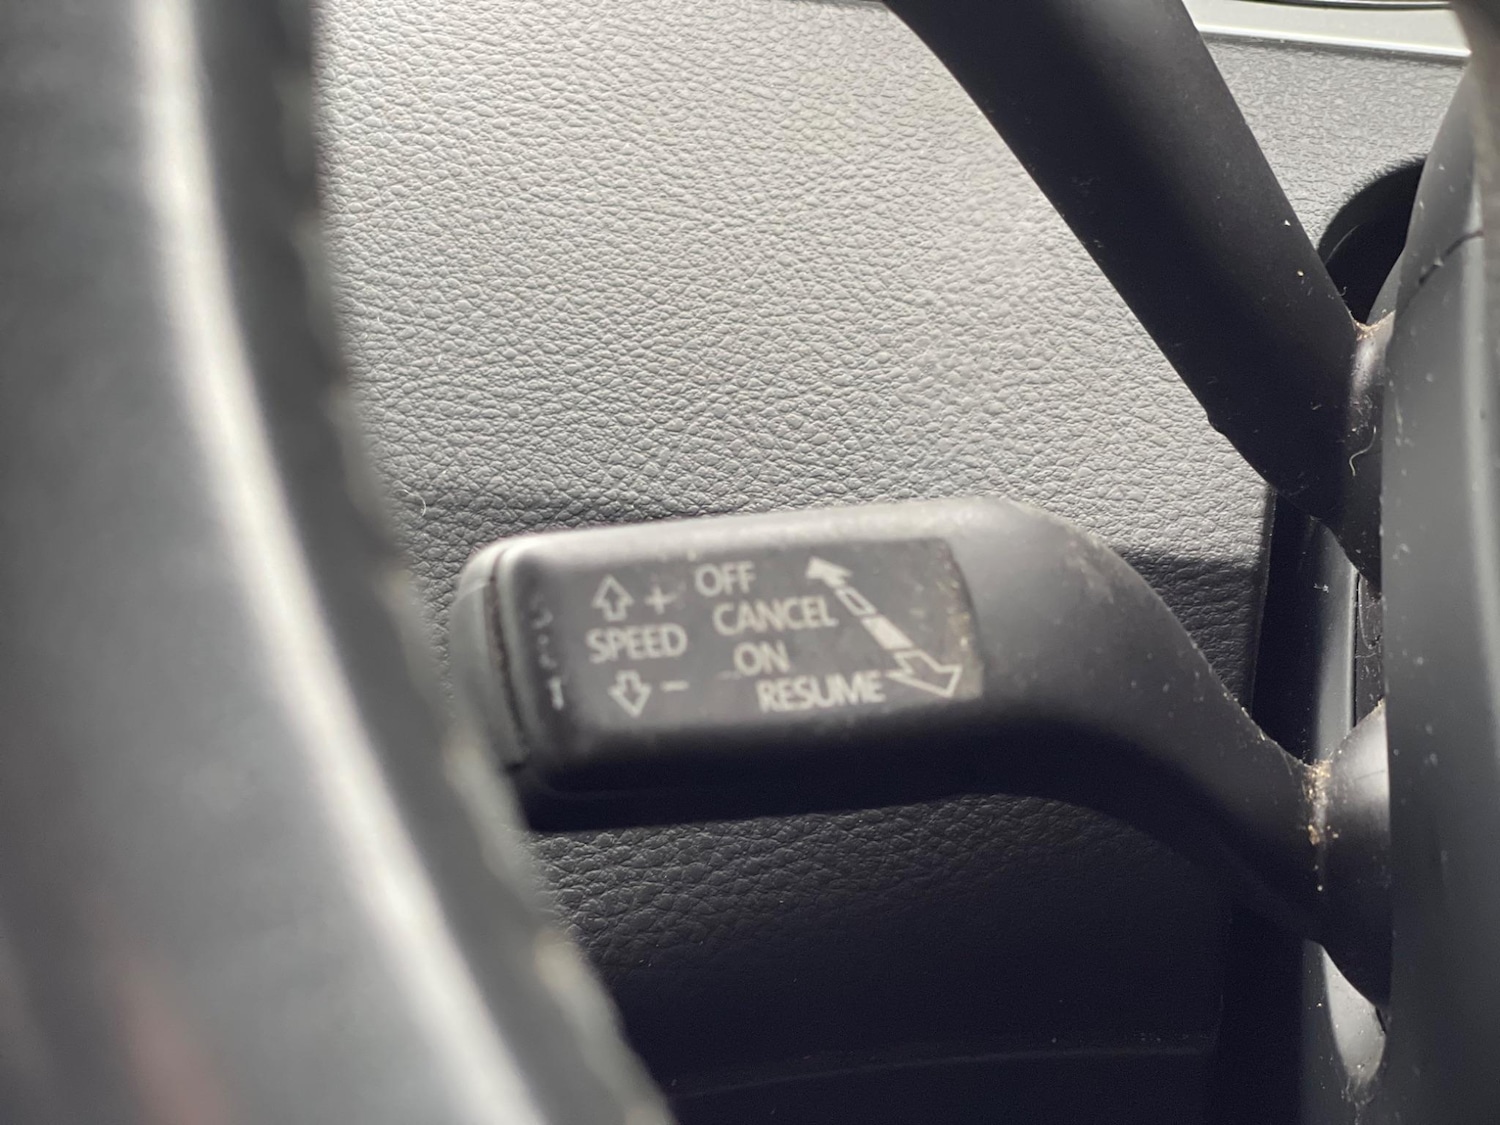 +
OFF
CANCEL
SPEED
ON
-
RESUME